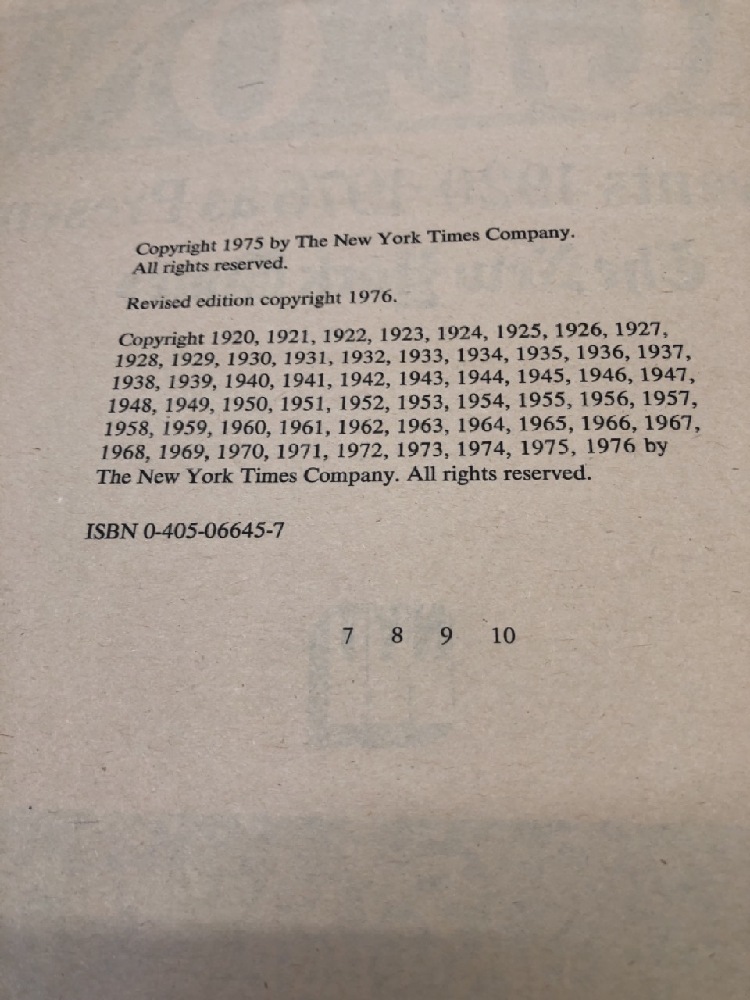 Copyright 1975 by The New York Times Company.
All rights reserved.
Revised edition copyright 1976.
Copyright 1920, 1921, 1922, 1923, 1924, 1925, 1926, 1927,
1928, 1929, 1930, 1931, 1932, 1933, 1934, 1935, 1936, 1937,
1938, 1939, 1940, 1941, 1942, 1943, 1944, 1945, 1946, 1947,
1948, 1949, 1950, 1951, 1952, 1953, 1954, 1955, 1956, 1957,
1958, 1959, 1960, 1961, 1962, 1963, 1964, 1965, 1966, 1967,
1968, 1969, 1970, 1971, 1972, 1973, 1974, 1975, 1976 by
The New York Times Company. All rights reserved.
ISBN 0-405-06645-7
7 8 9 10